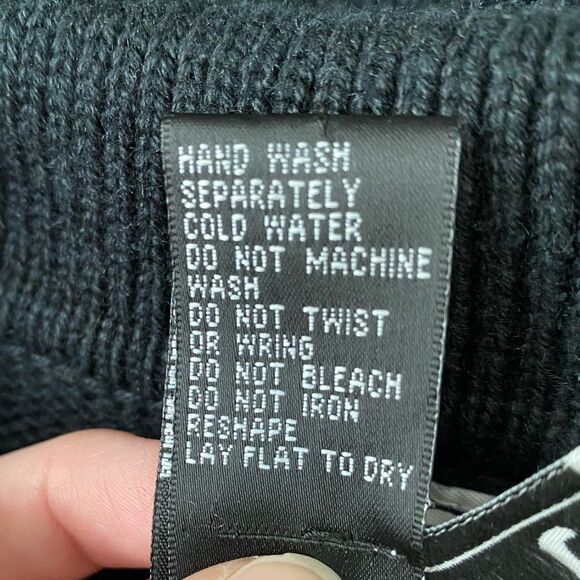 HAND WASH
SEPARATELY
COLD WATER
DO NOT MACHINE
WASH
DO NOT TWIST
OR WRING
DO NOT BLEACH
DO NOT IRON
RESHAPE
LAY FLAT TO DRY